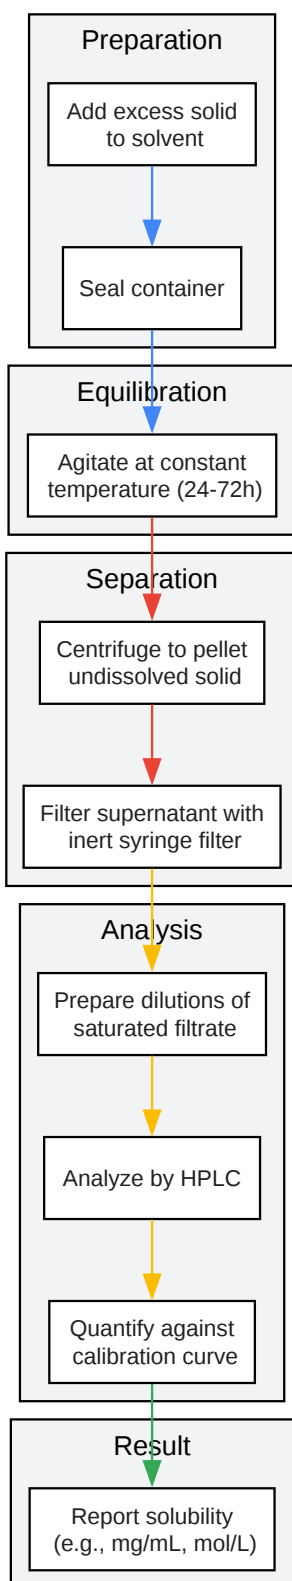 Preparation
Add excess solid
to solvent
Seal container
Equilibration
Agitate at constant
temperature (24-72h)
Separation
Centrifuge to pellet
undissolved solid
Filter supernatant with
inert syringe filter
Analysis
Prepare dilutions of
saturated filtrate
Analyze by HPLC
Quantify against
calibration curve
Result
Report solubility
(e.g., mg/mL, mol/L)